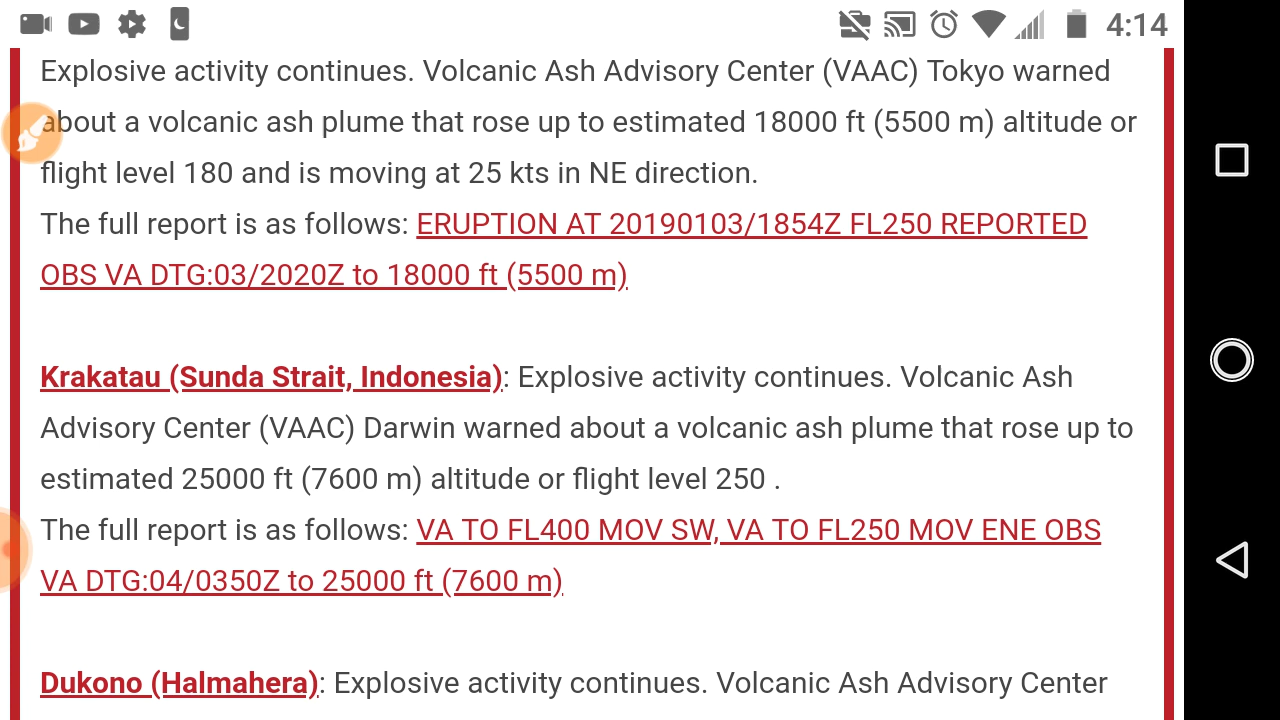 4:14
Explosive activity continues. Volcanic Ash Advisory Center (VAAC) Tokyo warned
about a volcanic ash plume that rose up to estimated 18000 ft (5500 m) altitude or
flight level 180 and is moving at 25 kts in NE direction.
The full report is as follows: ERUPTION AT 20190103/1854Z FL250 REPORTED
OBS VA DTG:03/2020Z to 18000 ft (5500 m)
Krakatau (Sunda Strait, Indonesia): Explosive activity continues. Volcanic Ash
Advisory Center (VAAC) Darwin warned about a volcanic ash plume that rose up to
estimated 25000 ft (7600 m) altitude or flight level 250 .
The full report is as follows: VA TO FL400 MOV SW, VA TO FL250 MOV ENE OBS
VA DTG:04/0350Z to 25000 ft (7600 m)
Dukono (Halmahera): Explosive activity continues. Volcanic Ash Advisory Center